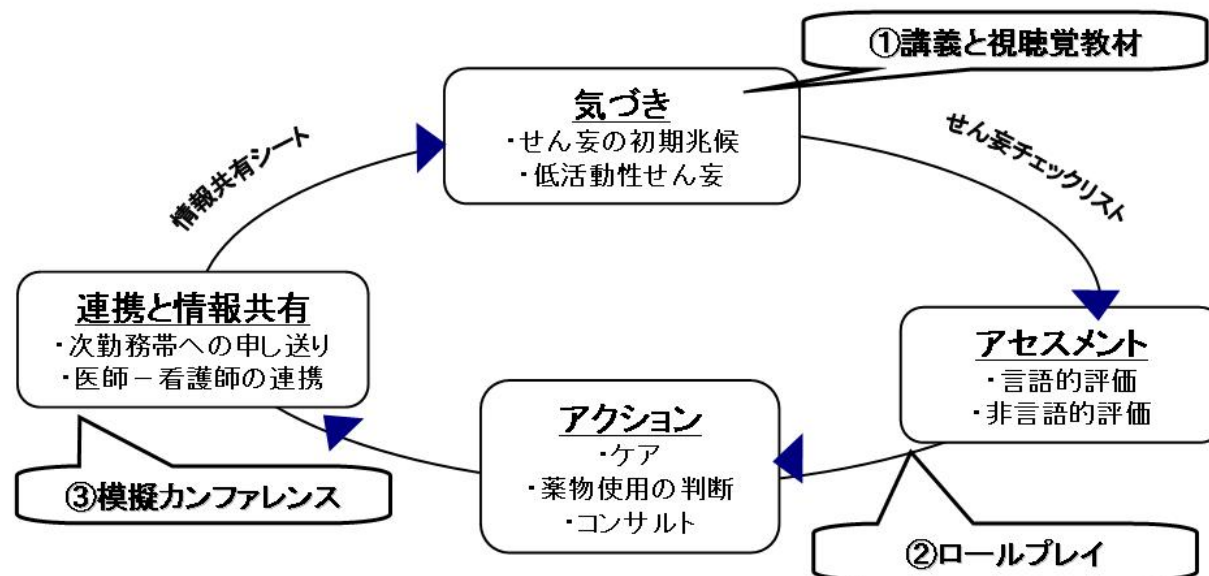 ①講義と視聴覚教材
気づき
・せん妄の初期兆候
・低活動性せん妄
せん妄チェックリスト
アセスメント
・言語的評価
・非言語的評価
②ロールプレイ
アクション
・ケア
・薬物使用の判断
・コンサルト
連携と情報共有
・次勤務帯への申し送り
・医師－看護師の連携
③模擬カンファレンス
情報共有シート